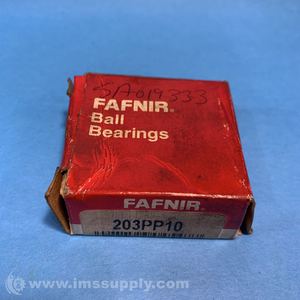 SA019333
FAFNIR®
Ball
Bearings
FAFNIR®
203PP10
www.imssupply.com